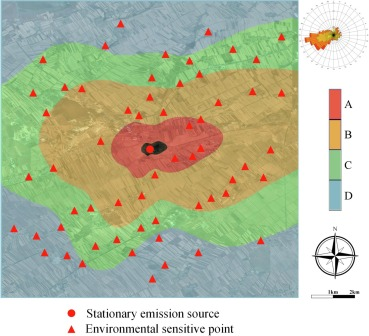 A
B
C
D
N
1km 2km
Stationary emission source
Environmental sensitive point